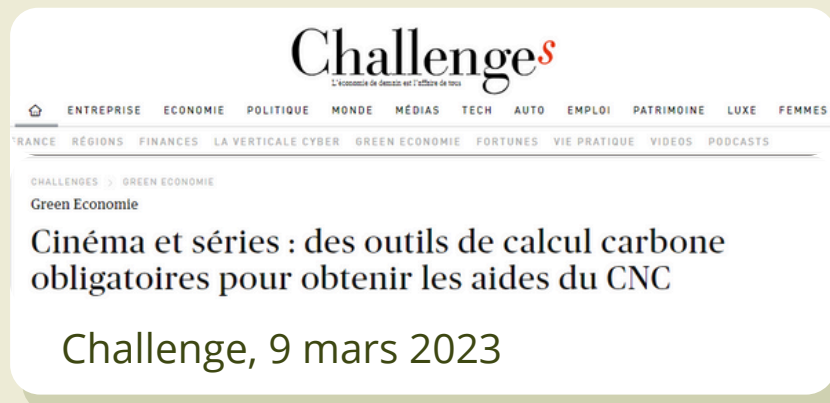 Challenges
L'économie de demain est l'affaire de tous
ENTREPRISE ECONOMIE POLITIQUE MONDE MÉDIAS TECH AUTO EMPLOI PATRIMOINE LUXE FEMMES
RANCE RÉGIONS FINANCES LA VERTICALE CYBER GREEN ECONOMIE FORTUNES VIE PRATIQUE VIDEOS PODCASTS
CHALLENGES > GREEN ECONOMIE
Green Economie
Cinéma et séries : des outils de calcul carbone
obligatoires pour obtenir les aides du CNC
Challenge, 9 mars 2023